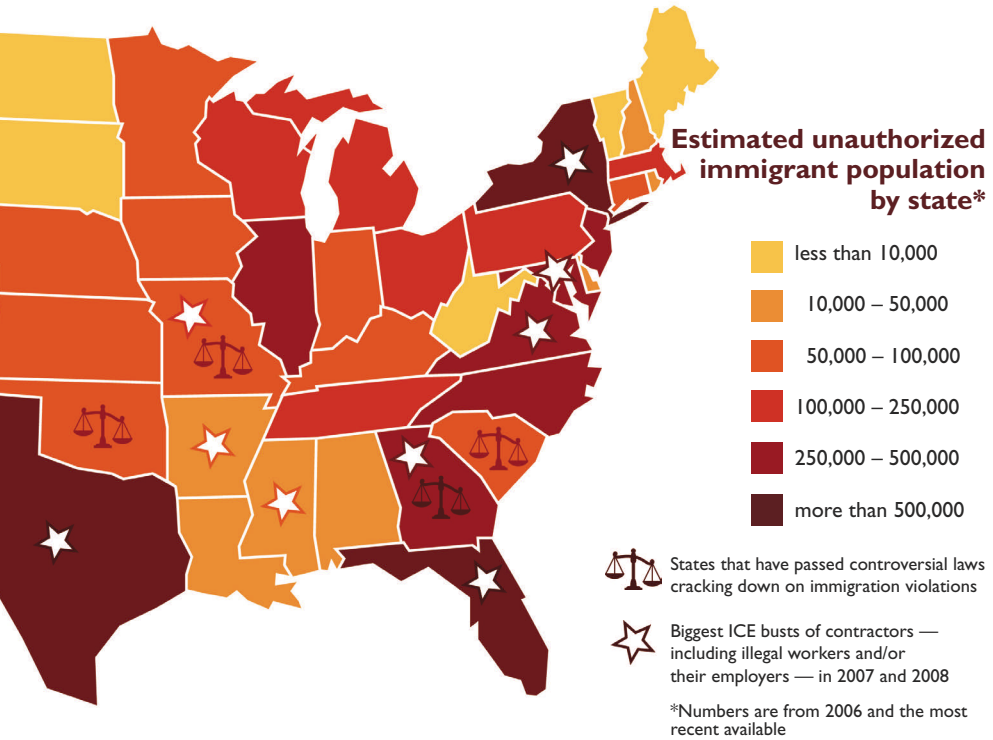 Estimated unauthorized
immigrant population
by state*
less than 10,000
10,000 – 50,000
50,000 – 100,000
100,000 – 250,000
250,000 – 500,000
more than 500,000
States that have passed controversial laws
cracking down on immigration violations
Biggest ICE busts of contractors —
including illegal workers and/or
their employers — in 2007 and 2008
*Numbers are from 2006 and the most
recent available